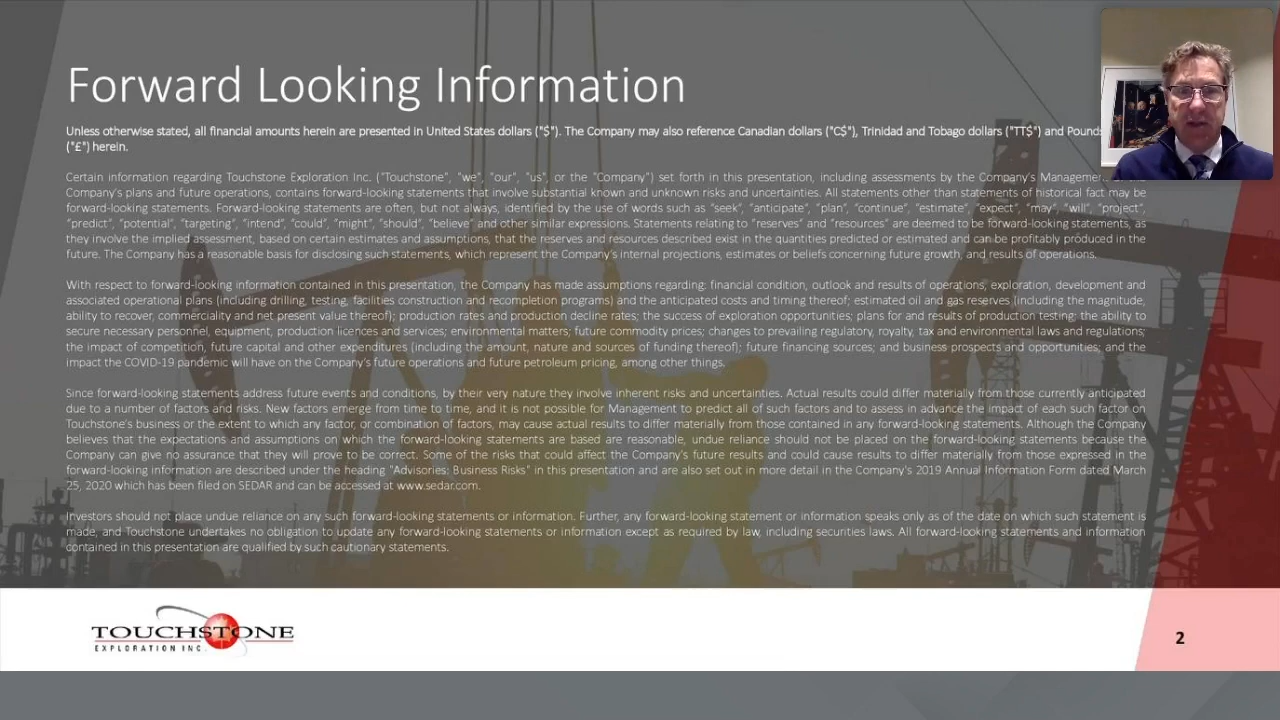 Forward Looking Information
Unless otherwise stated, all financial amounts herein are presented in United States dollars ("$"). The Company may also reference Canadian dollars ("C$"), Trinidad and Tobago dollars ("TT$") and Pounds
("£") herein.
Certain information regarding Touchstone Exploration Inc. ("Touchstone", "we", "our", "us", or the "Company") set forth in this presentation, including assessments by the Company's
Company's plans and future operations, contains forward-looking statements that involve substantial known and unknown risks and uncertainties. All statements other than statements of historical fact may be
forward-looking statements. Forward-looking statements are often, but not always, identified by the use of words such as "seek", "anticipate", "plan", "continue", "estimate", "expect", "may", "will", "project",
"predict", "potential", "targeting", "intend", "could", "might", "should", "believe" and other similar expressions. Statements relating to "reserves" and "resources" are deemed to be forward-looking statements, as
they involve the implied assessment, based on certain estimates and assumptions, that the reserves and resources described exist in the quantities predicted or estimated and can be profitably produced in the
future. The Company has a reasonable basis for disclosing such statements, which represent the Company's internal projections, estimates or beliefs concerning future growth, and results of operations.
With respect to forward-looking information contained in this presentation, the Company has made assumptions regarding: financial condition, outlook and results of operations, exploration, development and
associated operational plans (including drilling, testing, facilities construction and recompletion programs) and the anticipated costs and timing thereof; estimated oil and gas reserves (including the magnitude,
ability to recover, commerciality and net present value thereof); production rates and production decline rates; the success of exploration opportunities; plans for and results of production testing; the ability to
secure necessary personnel, equipment, production licences and services; environmental matters; future commodity prices; changes to prevailing regulatory, royalty, tax and environmental laws and regulations;
the impact of competition, future capital and other expenditures (including the amount, nature and sources of funding thereof); future financing sources; and business prospects and opportunities; and the
impact the COVID-19 pandemic will have on the Company's future operations and future petroleum pricing, among other things.
Since forward-looking statements address future events and conditions, by their very nature they involve inherent risks and uncertainties. Actual results could differ materially from those currently anticipated
due to a number of factors and risks. New factors emerge from time to time, and it is not possible for Management to predict all of such factors and to assess in advance the impact of each such factor on
Touchstone's business or the extent to which any factor, or combination of factors, may cause actual results to differ materially from those contained in any forward-looking statements. Although the Company
believes that the expectations and assumptions on which the forward-looking statements are based are reasonable, undue reliance should not be placed on the forward-looking statements because the
Company can give no assurance that they will prove to be correct. Some of the risks that could affect the Company's future results and could cause results to differ materially from those expressed in the
forward-looking information are described under the heading "Advisories: Business Risks" in this presentation and are also set out in more detail in the Company's 2019 Annual Information Form dated March
25, 2020 which has been filed on SEDAR and can be accessed at www.sedar.com.
Investors should not place undue reliance on any such forward-looking statements or information. Further, any forward-looking statement or information speaks only as of the date on which such statement is
made, and Touchstone undertakes no obligation to update any forward-looking statements or information except as required by law, including securities laws. All forward-looking statements and information
contained in this presentation are qualified by such cautionary statements.
TOUCHSTONE
EXPLORATION INC.
2